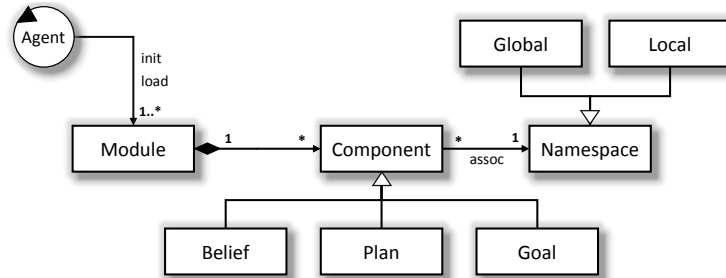 Agent
Global
Local
init
load
1..*
Module
1
*
Component
*
assoc
1
Namespace
Belief
Plan
Goal